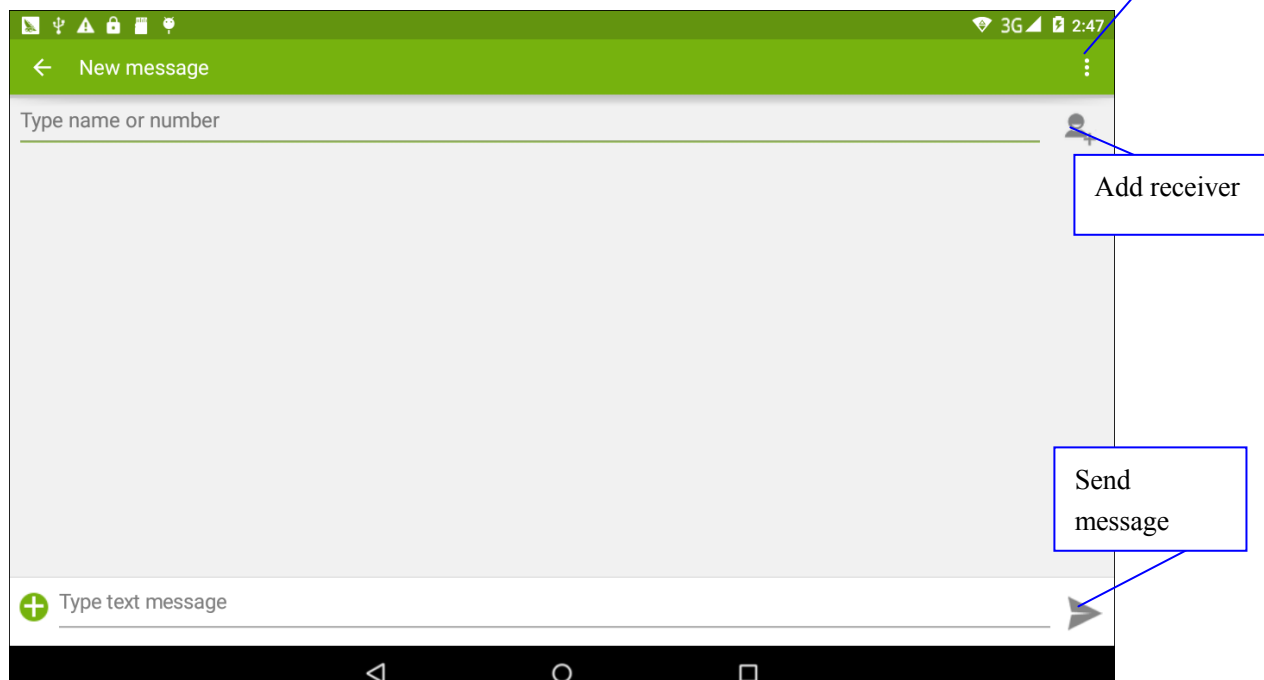 3G 2:47
New message
Type name or number
Add receiver
Send
message
Type text message